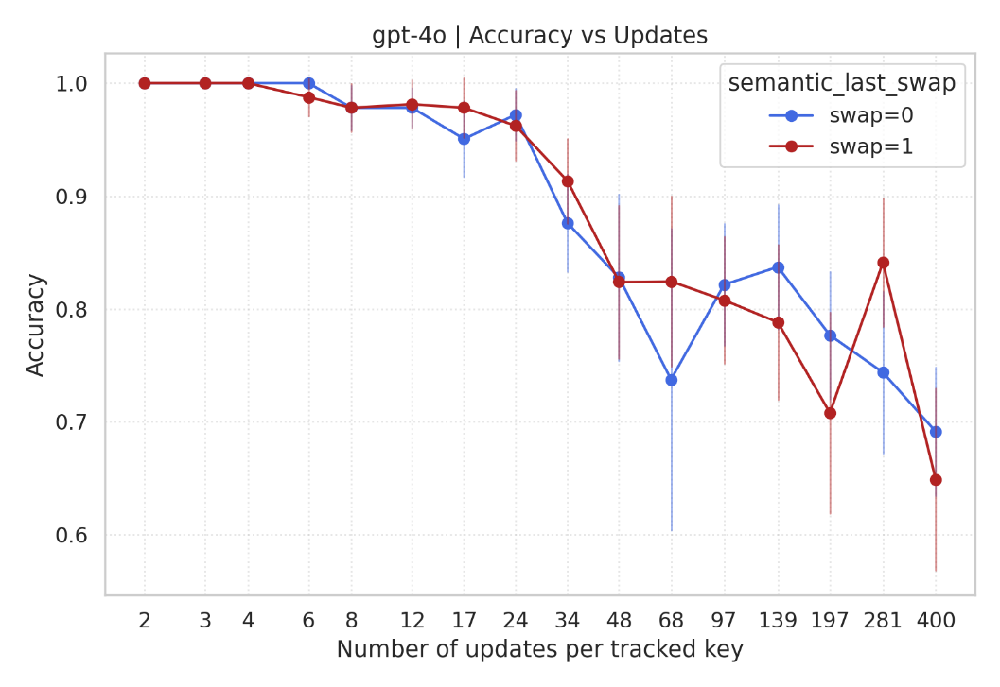 gpt-4o | Accuracy vs Updates
semantic_last_swap
swap=0
swap=1
Accuracy
1.0
0.9
0.8
0.7
0.6
2 3 4 6 8 12 17 24 34 48 68 97 139 197 281 400
Number of updates per tracked key